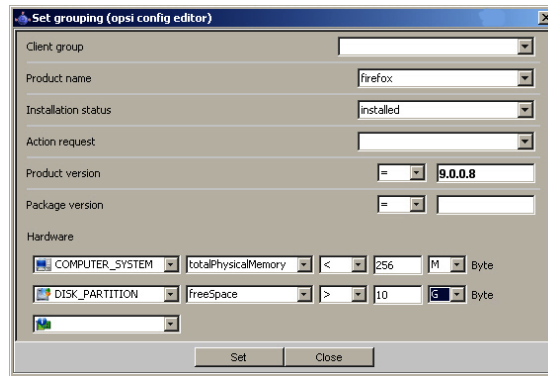 Set grouping (opsi config editor)
Client group
Product name firefox
Installation status installed
Action request
Product version = 9.0.0.8
Package version =
Hardware
COMPUTER_SYSTEM totalPhysicalMemory < 256 M Byte
DISK_PARTITION freeSpace > 10 G Byte
Set Close